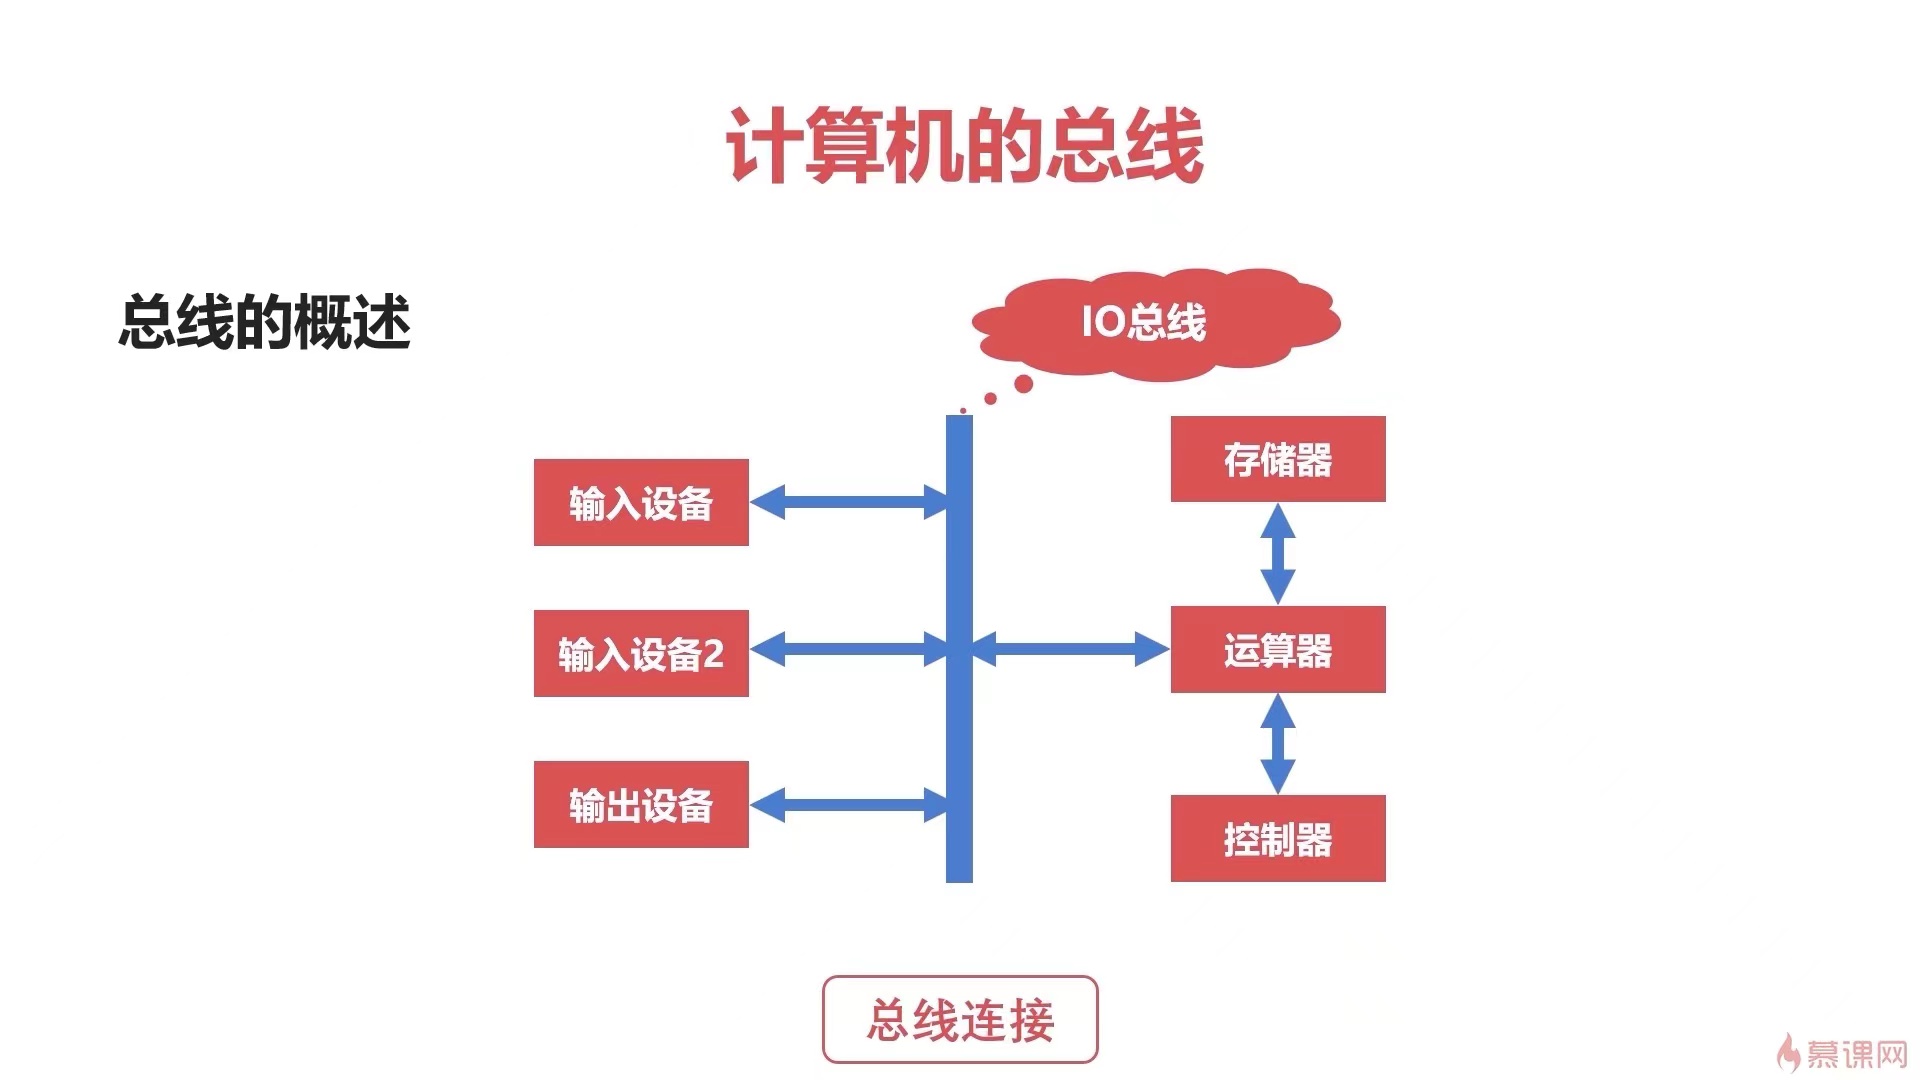 计算机的总线
总线的概述
IO总线
存储器
输入设备
输入设备2
运算器
输出设备
控制器
总线连接
慕课网